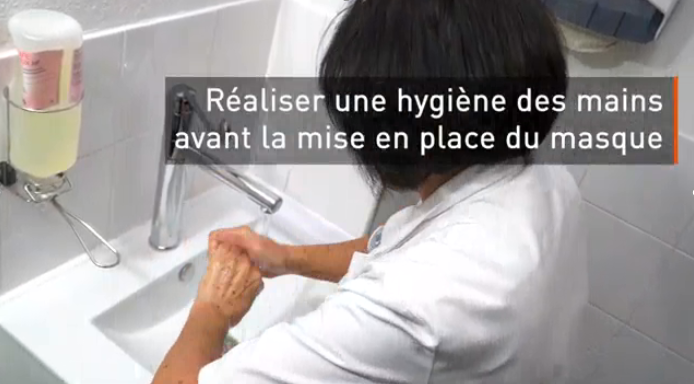 Réaliser une hygiène des mains
avant la mise en place du masque